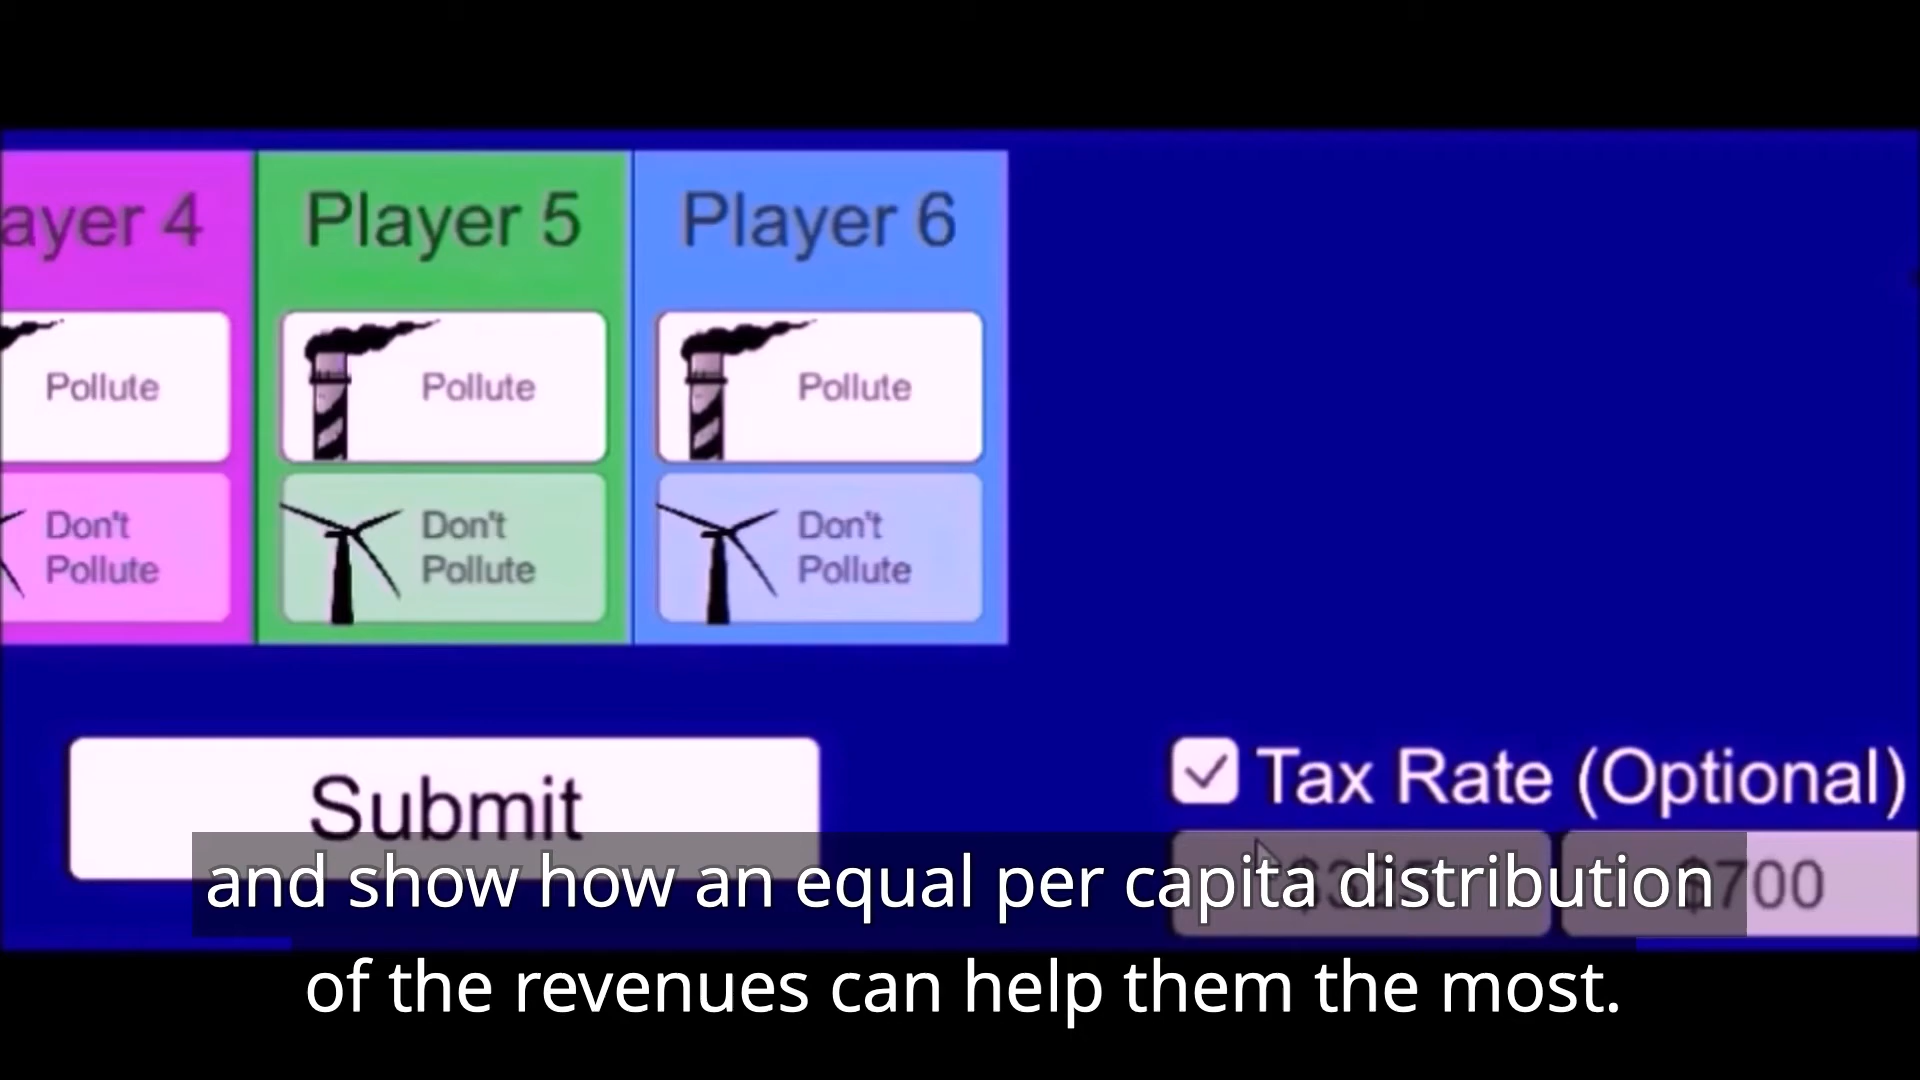 ayer 4
Player 5
Player 6
Pollute
Pollute
Pollute
Don't
Pollute
Don't
Pollute
Don't
Pollute
Submit
Tax Rate (Optional)
$700
and show how an equal per capita distribution
of the revenues can help them the most.